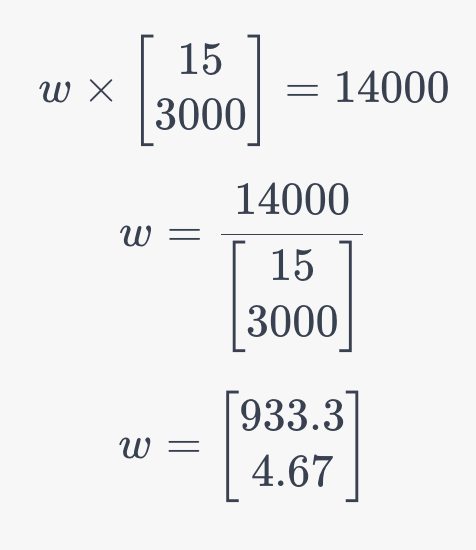 w × [15 3000] = 14000
w = 14000 / [15 3000]
w = [933.3 4.67]